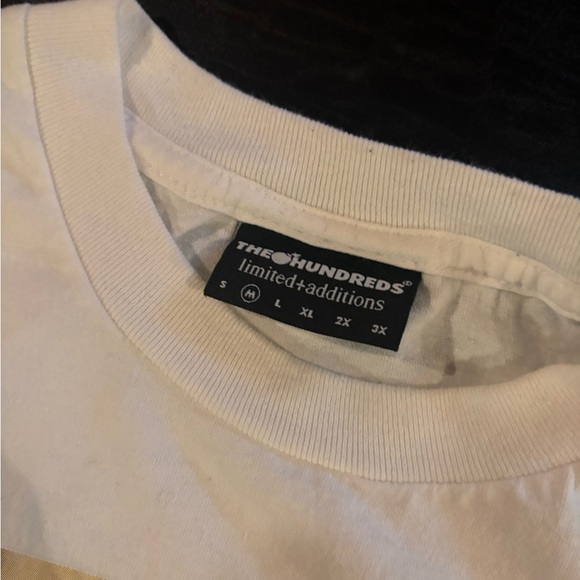 THE HUNDREDS®
limited+additions
S M L XL 2X 3X